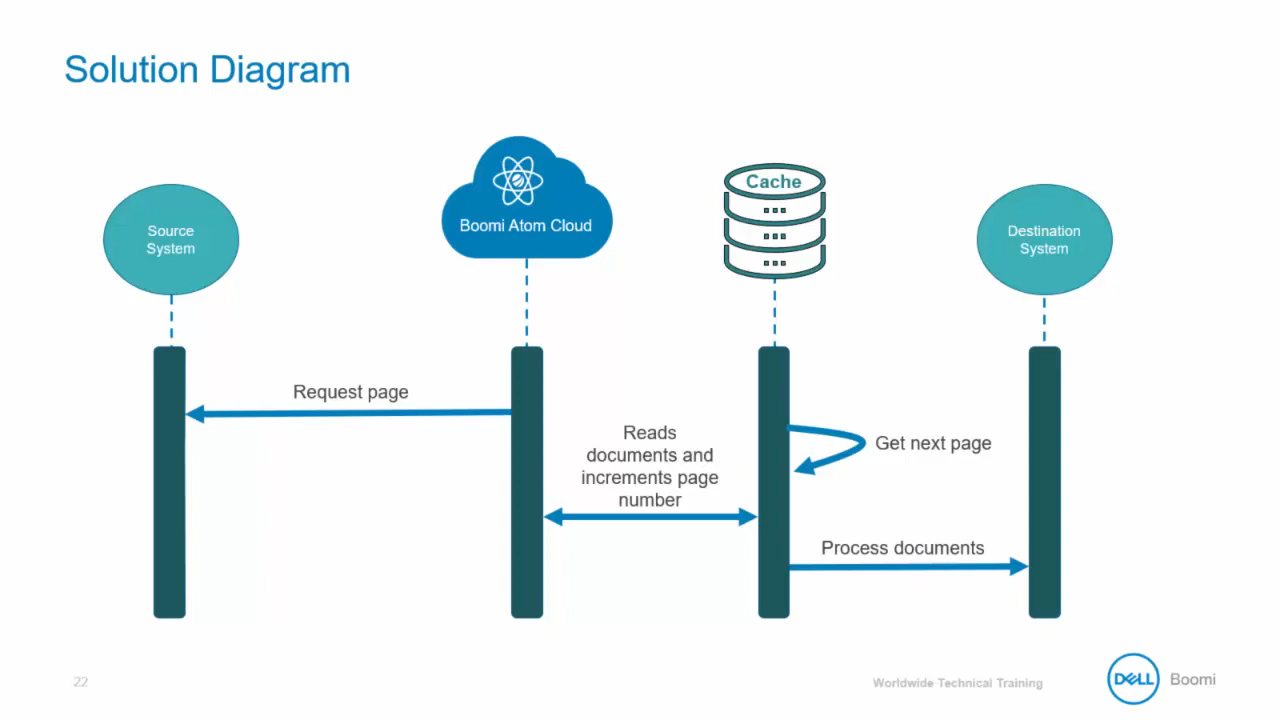 Solution Diagram
Source
System
Boomi Atom Cloud
Cache
Destination
System
Request page
Reads
documents and
increments page
number
Get next page
Process documents
22
Worldwide Technical Training
DELL
Boomi